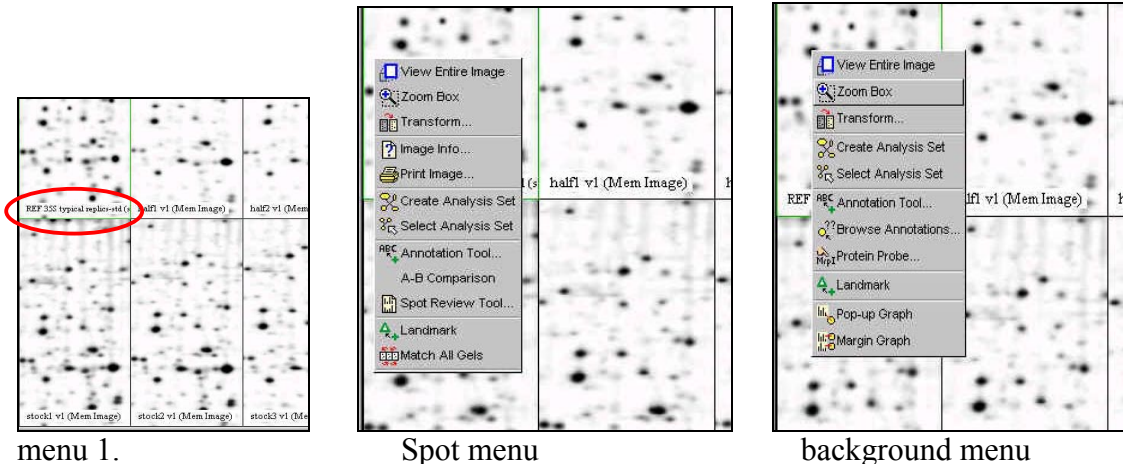 REF 35S typical replics-std (s
half1 v1 (Mem Image)
half2 v1 (Mem
stock1 v1 (Mem Image)
stock2 v1 (Mem Image)
stock3 v1 (Me
menu 1.
View Entire Image
Zoom Box
Transform...
Image Info...
Print Image...
Create Analysis Set
Select Analysis Set
ABC Annotation Tool...
A-B Comparison
Spot Review Tool...
Landmark
Match All Gels
l (s
half1 v1 (Mem Image)
h
Spot menu
View Entire Image
Zoom Box
Transform...
Create Analysis Set
Select Analysis Set
ABC Annotation Tool...
?? Browse Annotations...
MrpI Protein Probe...
Landmark
Pop-up Graph
Margin Graph
REF
lf1 v1 (Mem Image)
h
background menu